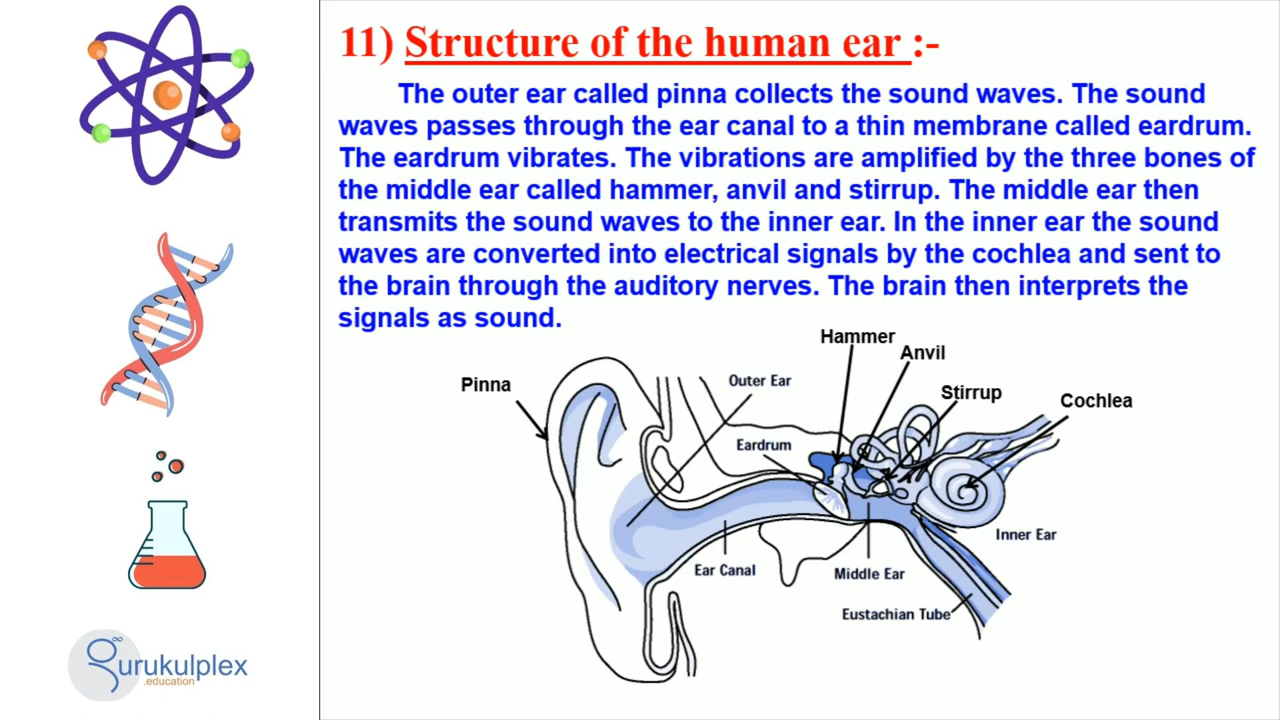 11) Structure of the human ear :-
The outer ear called pinna collects the sound waves. The sound
waves passes through the ear canal to a thin membrane called eardrum.
The eardrum vibrates. The vibrations are amplified by the three bones of
the middle ear called hammer, anvil and stirrup. The middle ear then
transmits the sound waves to the inner ear. In the inner ear the sound
waves are converted into electrical signals by the cochlea and sent to
the brain through the auditory nerves. The brain then interprets the
signals as sound.
Hammer
Anvil
Pinna
Outer Ear
Stirrup
Cochlea
Eardrum
Inner Ear
Ear Canal
Middle Ear
Eustachian Tube
gurukulplex
.education